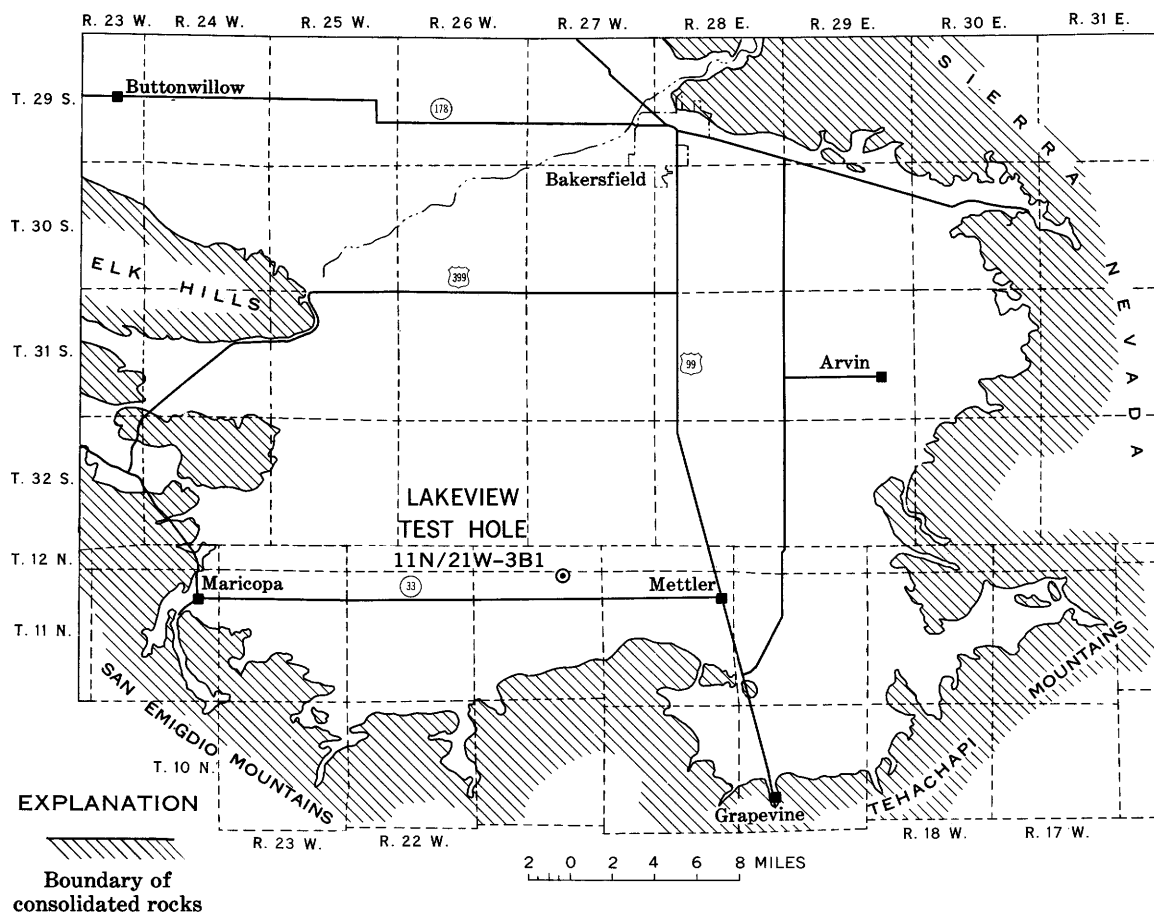 R. 23 W. R. 24 W. R. 25 W. R. 26 W. R. 27 W. R. 28 E. R. 29 E. R. 30 E. R. 31 E.
T. 29 S.
T. 30 S.
T. 31 S.
T. 32 S.
T. 12 N.
T. 11 N.
T. 10 N.
Buttonwillow
178
Bakersfield
SIERRA
NEVADA
ELK HILLS
399
99
Arvin
LAKEVIEW
TEST HOLE
11N/21W-3B1
Maricopa
33
Mettler
SAN EMIGDIO MOUNTAINS
TEHACHAPI MOUNTAINS
Grapevine
R. 23 W. R. 22 W.
R. 18 W. R. 17 W.
EXPLANATION
Boundary of
consolidated rocks
2 0 2 4 6 8 MILES